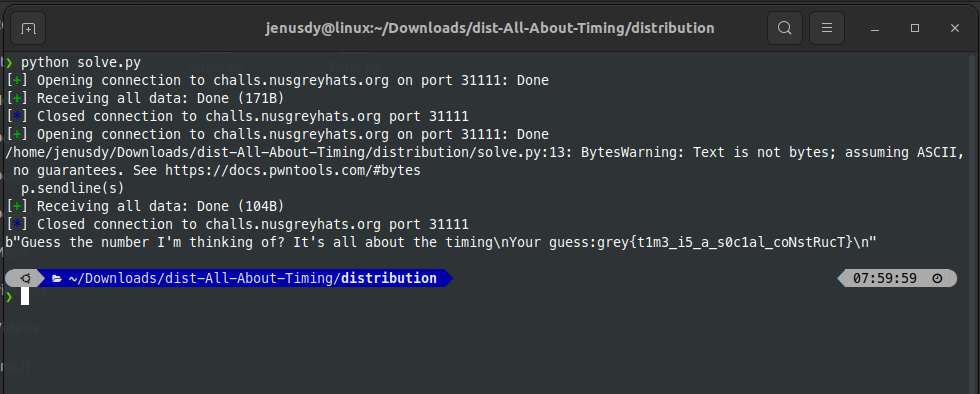 jenusdy@linux:~/Downloads/dist-All-About-Timing/distribution
❯ python solve.py
[+] Opening connection to challs.nusgreyhats.org on port 31111: Done
[+] Receiving all data: Done (171B)
[*] Closed connection to challs.nusgreyhats.org port 31111
[+] Opening connection to challs.nusgreyhats.org on port 31111: Done
/home/jenusdy/Downloads/dist-All-About-Timing/distribution/solve.py:13: BytesWarning: Text is not bytes; assuming ASCII,
no guarantees. See https://docs.pwntools.com/#bytes
p.sendline(s)
[+] Receiving all data: Done (104B)
[*] Closed connection to challs.nusgreyhats.org port 31111
b"Guess the number I'm thinking of? It's all about the timing\nYour guess:grey{t1m3_i5_a_s0c1al_coNstRucT}\n"
~/Downloads/dist-All-About-Timing/distribution 07:59:59
❯